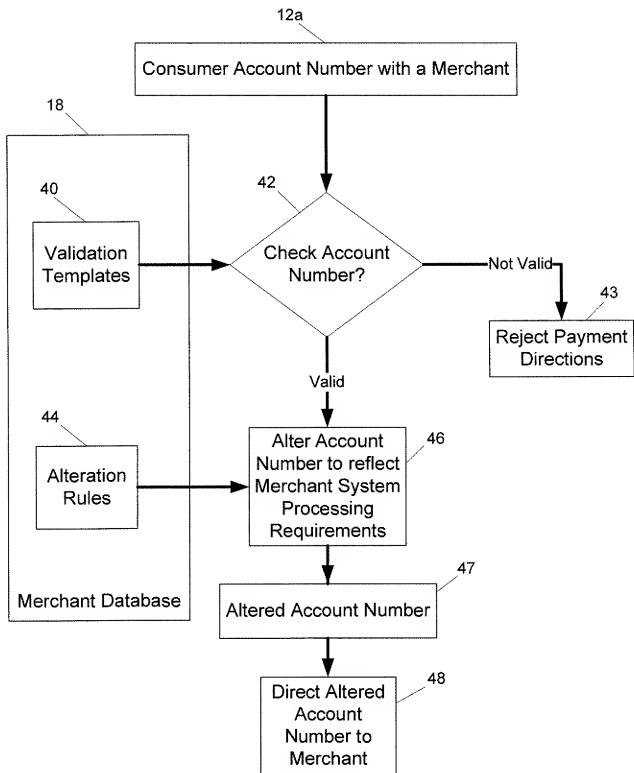 12a
Consumer Account Number with a Merchant
18
40
Validation
Templates
42
Check Account
Number?
Not Valid
43
Reject Payment
Directions
Valid
44
Alteration
Rules
Alter Account
Number to reflect
Merchant System
Processing
Requirements
46
Merchant Database
47
Altered Account Number
48
Direct Altered
Account
Number to
Merchant